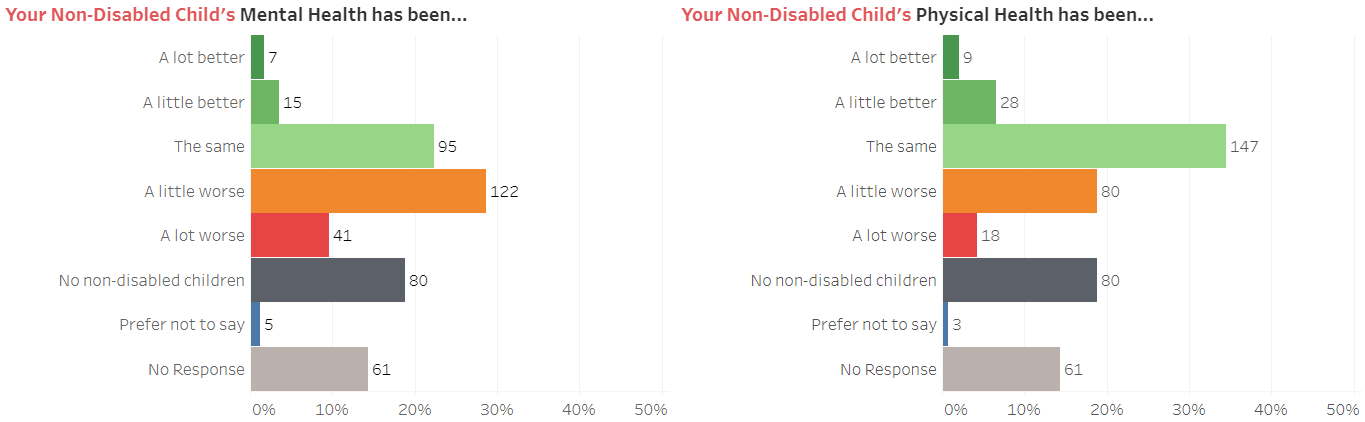 Your Non-Disabled Child's Mental Health has been...
A lot better 7
A little better 15
The same 95
A little worse 122
A lot worse 41
No non-disabled children 80
Prefer not to say 5
No Response 61
0% 10% 20% 30% 40% 50%
Your Non-Disabled Child's Physical Health has been...
A lot better 9
A little better 28
The same 147
A little worse 80
A lot worse 18
No non-disabled children 80
Prefer not to say 3
No Response 61
0% 10% 20% 30% 40% 50%